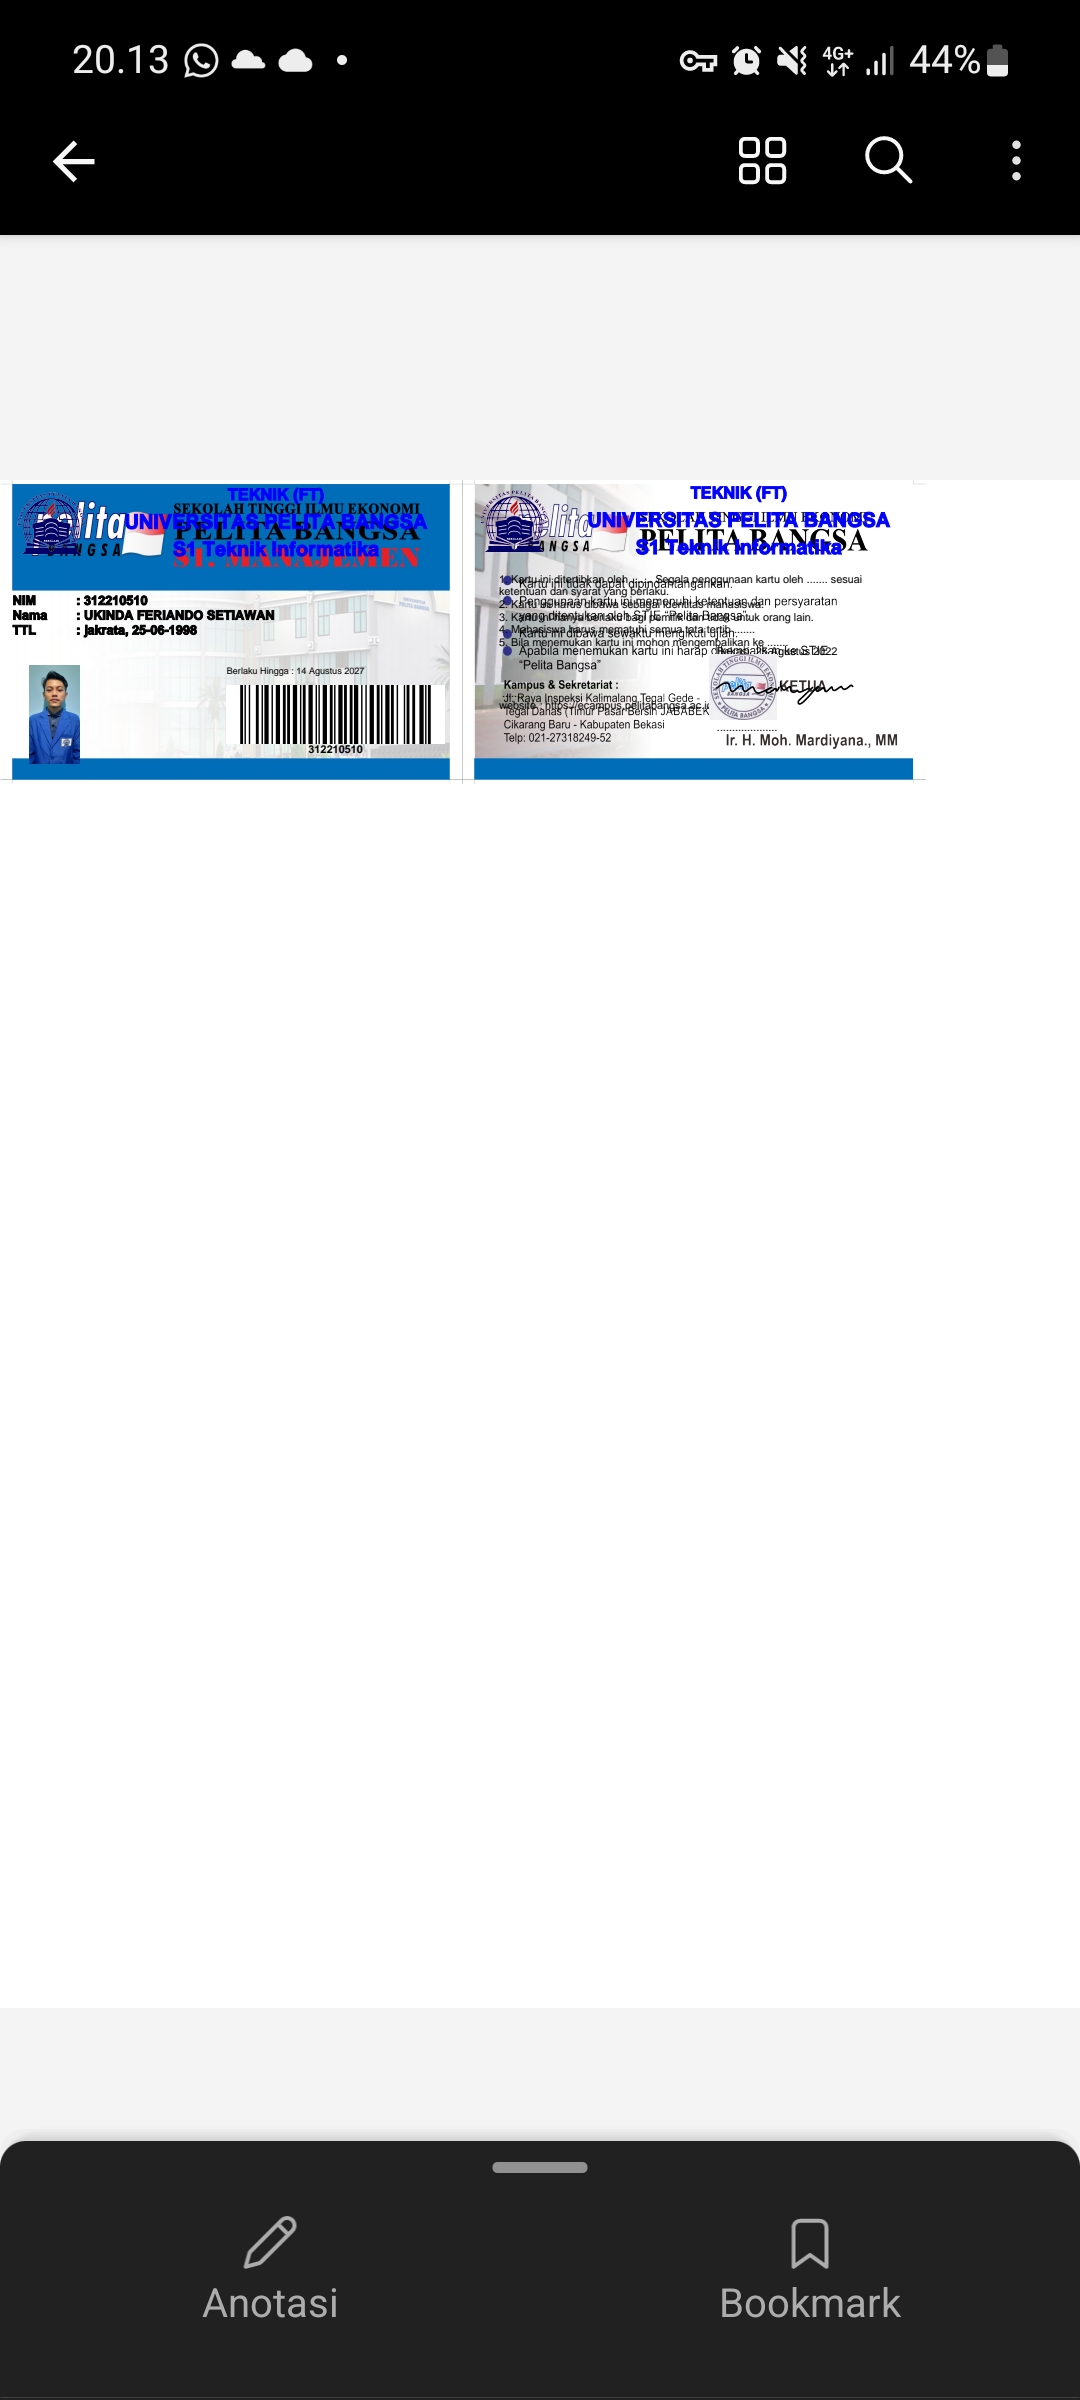 20.13
4G+
44%
TEKNIK (FT)
SEKOLAH TINGGI ILMU EKONOMI
UNIVERSITAS PELITA BANGSA
PELITA BANGSA
S1 Teknik Informatika
S1. MANAJEMEN
pelita
BANGSA
NIM : 312210510
Nama : UKINDA FERIANDO SETIAWAN
TTL : jakrata, 25-06-1998
Berlaku Hingga : 14 Agustus 2027
312210510
TEKNIK (FT)
UNIVERSITAS PELITA BANGSA
PELITA BANGSA
S1 Teknik Informatika
elita
ANGSA
1. Kartu ini diterbikan oleh ....... Segala penggunaan kartu oleh ....... sesuai
ketentuan dan syarat yang berlaku.
Kartu ini tidak dapat dipindahtangankan.
Penggunaan kartu ini memenuhi ketentuan dan persyaratan
2. Kartu ini harus dibawa sebagai identitas mahasiswa.
yang ditentukan oleh STIE "Pelita Bangsa"
3. Kartu ini hanya berlaku bagi pemilik dan tidak untuk orang lain.
4. Mahasiswa harus mematuhi semua tata tertib .......
Kartu ini dibawa sewaktu mengikuti ujian.
5. Bila menemukan kartu ini mohon mengembalikan ke .......
Apabila menemukan kartu ini harap dikembalikan ke STIE
"Pelita Bangsa"
Agustus 2022
Kampus & Sekretariat :
Jl. Raya Inspeksi Kalimalang Tegal Gede -
website : https://ecampus.pelitabangsa.ac.i
Tegal Danas (Timur Pasar Bersih JABABEK
Cikarang Baru - Kabupaten Bekasi
Telp: 021-27318249-52
KETUA
Ir. H. Moh. Mardiyana., MM
Anotasi
Bookmark